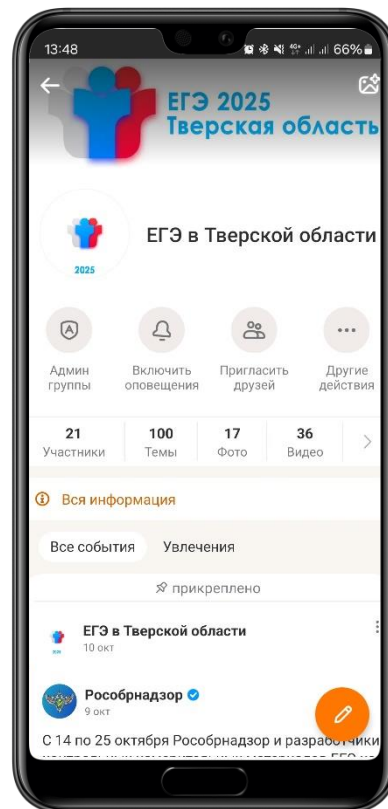 13:48
66%
ЕГЭ 2025
Тверская область
2025
ЕГЭ в Тверской области
Админ группы
Включить оповещения
Пригласить друзей
Другие действия
21 Участники
100 Темы
17 Фото
36 Видео
Вся информация
Все события Увлечения
прикреплено
ЕГЭ в Тверской области
10 окт
Рособрнадзор
9 окт
С 14 по 25 октября Рособрнадзор и разработчики